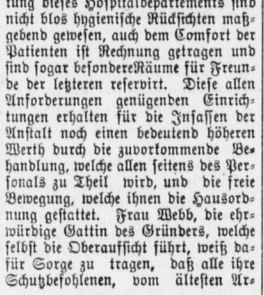 tung dieses Hospitaldepartements sind
nicht blos hygienische Rücksichten maß-
gebend gewesen, auch dem Comfort der
Patienten ist Rechnung getragen und
sind sogar besondereRäume für Freun-
de der letzteren reservirt. Diese allen
Anforderungen genügenden Einrich-
tungen erhalten für die Insassen der
Anstalt noch einen bedeutend höheren
Werth durch die zuvorkommende Be-
handlung, welche allen seitens des Per-
sonals zu Theil wird, und die freie
Bewegung, welche ihnen die Hausord-
nung gestattet. Frau Webb, die ehr-
würdige Gattin des Gründers, welche
selbst die Oberaufsicht führt, weiß da-
für Sorge zu tragen, daß alle ihre
Schutzbefohlenen, vom ältesten Ar-